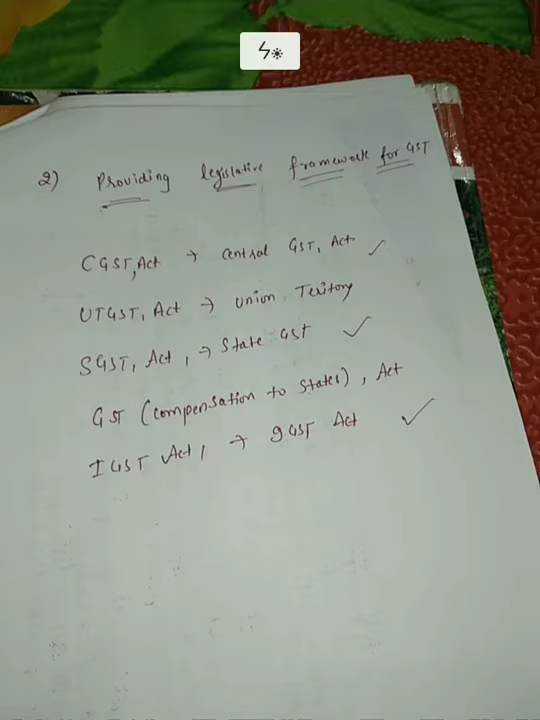 2) Providing legislative framework for GST
CGST, Act → Central GST, Act
UTGST, Act → Union Teritory
SGST, Act, → State GST
GST (compensation to States), Act
IGST Act, → IGST Act